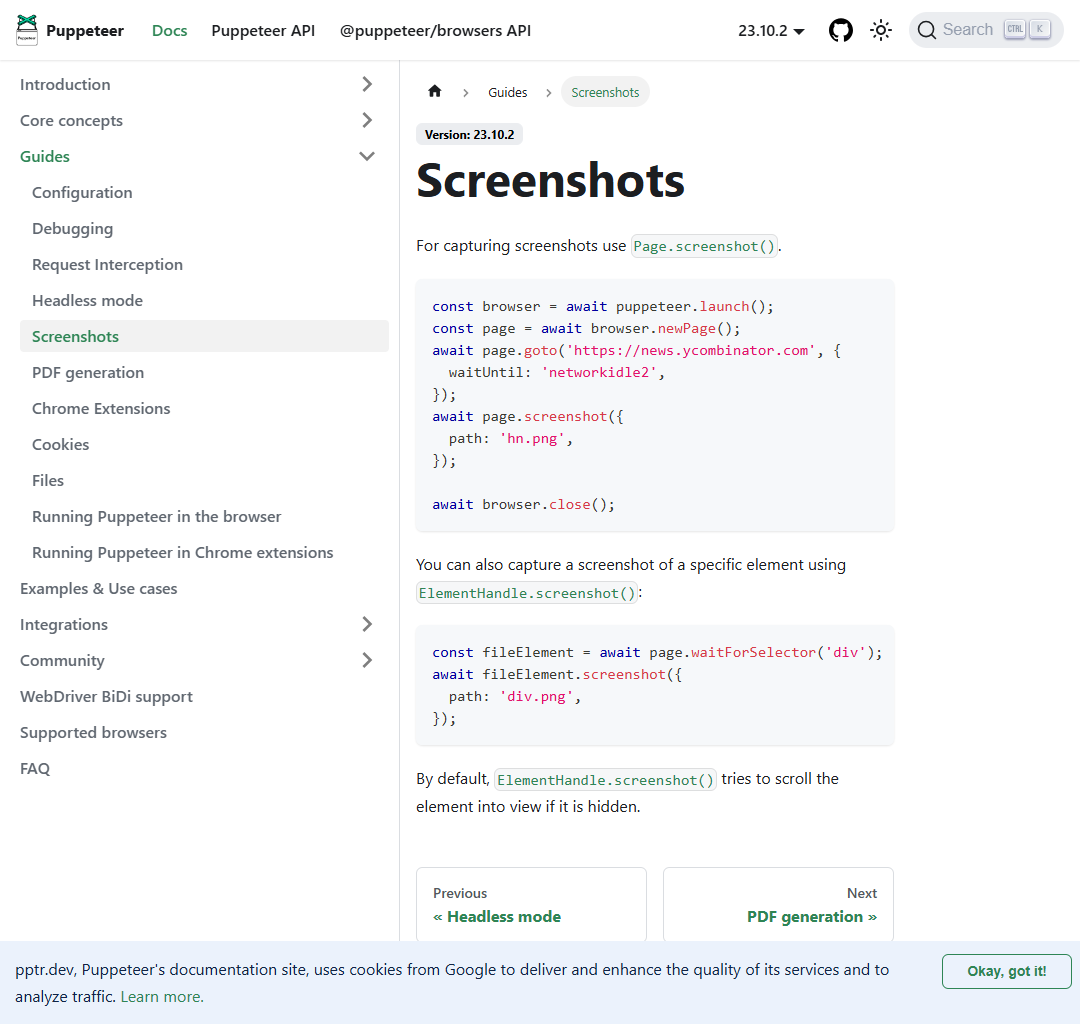 Puppeteer Docs Puppeteer API @puppeteer/browsers API 23.10.2 Search CTRL K
Introduction
Core concepts
Guides
Configuration
Debugging
Request Interception
Headless mode
Screenshots
PDF generation
Chrome Extensions
Cookies
Files
Running Puppeteer in the browser
Running Puppeteer in Chrome extensions
Examples & Use cases
Integrations
Community
WebDriver BiDi support
Supported browsers
FAQ
Guides Screenshots
Version: 23.10.2
Screenshots
For capturing screenshots use Page.screenshot().
const browser = await puppeteer.launch();
const page = await browser.newPage();
await page.goto('https://news.ycombinator.com', {
  waitUntil: 'networkidle2',
});
await page.screenshot({
  path: 'hn.png',
});
await browser.close();
You can also capture a screenshot of a specific element using
ElementHandle.screenshot():
const fileElement = await page.waitForSelector('div');
await fileElement.screenshot({
  path: 'div.png',
});
By default, ElementHandle.screenshot() tries to scroll the
element into view if it is hidden.
Previous
« Headless mode
Next
PDF generation »
pptr.dev, Puppeteer's documentation site, uses cookies from Google to deliver and enhance the quality of its services and to
analyze traffic. Learn more.
Okay, got it!